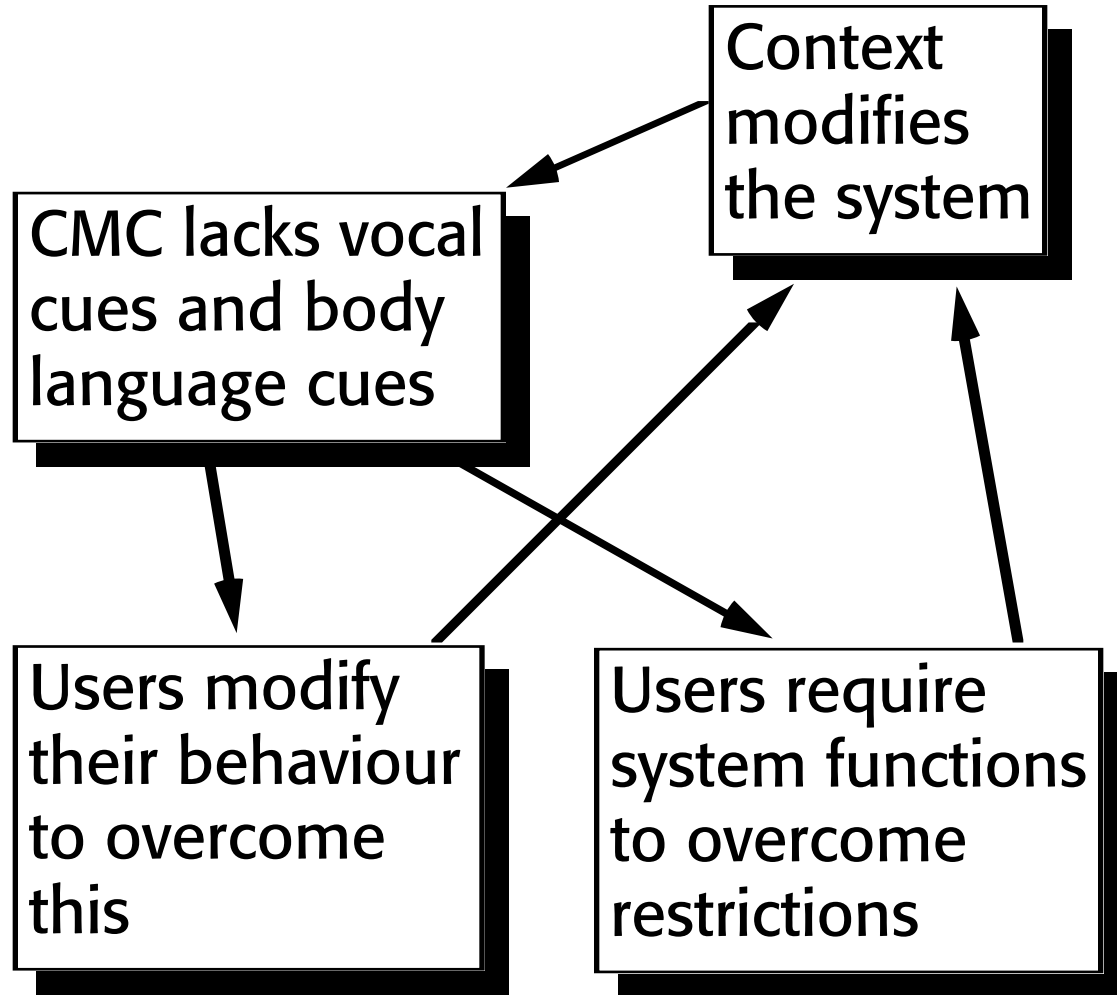 Context
modifies
the system
CMC lacks vocal
cues and body
language cues
Users modify
their behaviour
to overcome
this
Users require
system functions
to overcome
restrictions